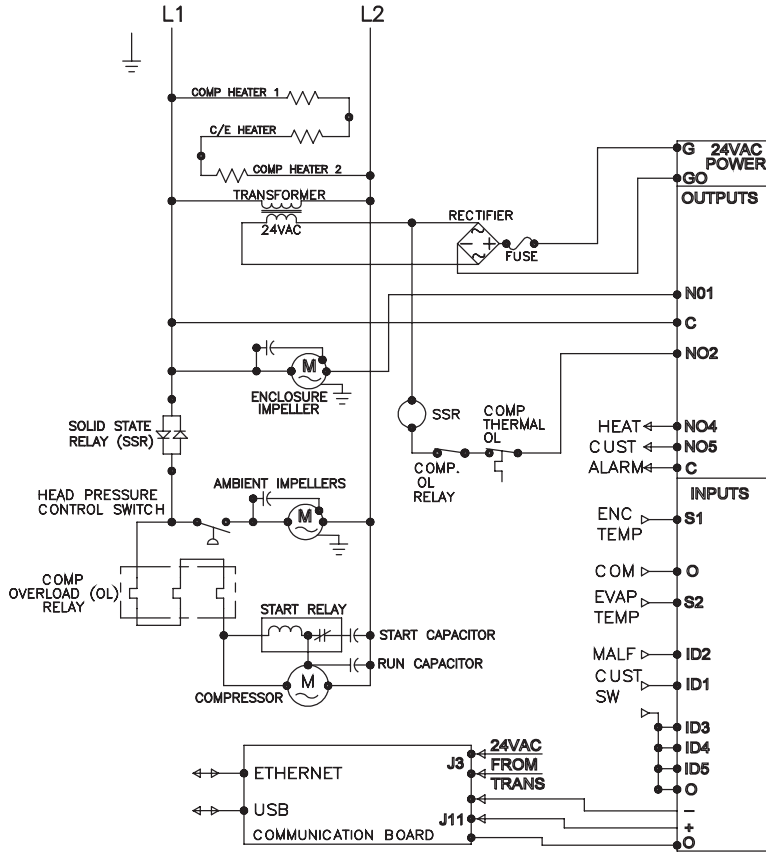 L1
L2
COMP HEATER 1
C/E HEATER
COMP HEATER 2
TRANSFORMER
24VAC
RECTIFIER
FUSE
G
24VAC
POWER
GO
OUTPUTS
N01
C
NO2
M
ENCLOSURE
IMPELLER
SSR
COMP
THERMAL
OL
COMP.
OL
RELAY
SOLID STATE
RELAY (SSR)
HEAT
NO4
CUST
NO5
ALARM
C
INPUTS
HEAD PRESSURE
CONTROL SWITCH
AMBIENT IMPELLERS
M
ENC
TEMP
S1
COM
O
EVAP
TEMP
S2
COMP
OVERLOAD (OL)
RELAY
START RELAY
START CAPACITOR
RUN CAPACITOR
M
COMPRESSOR
MALF
ID2
CUST
SW
ID1
ID3
ID4
ID5
O
ETHERNET
USB
COMMUNICATION BOARD
J3
24VAC
FROM
TRANS
J11
−
+
O